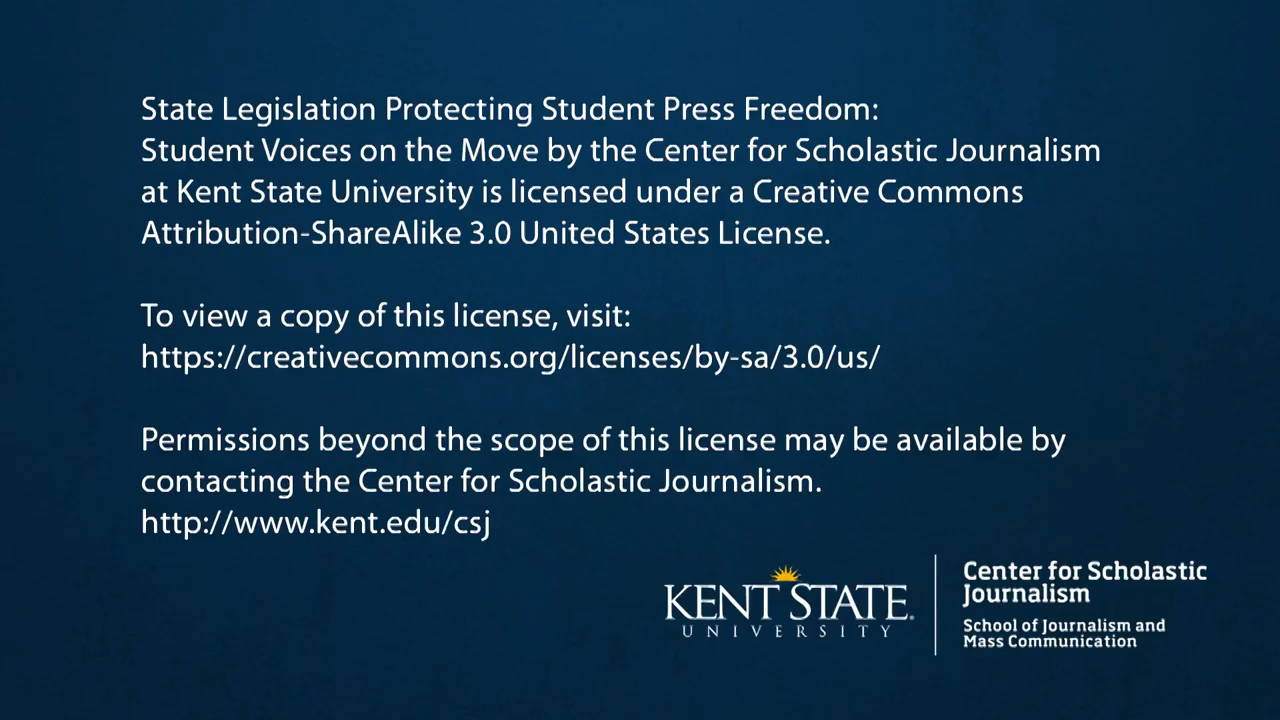 State Legislation Protecting Student Press Freedom:
Student Voices on the Move by the Center for Scholastic Journalism
at Kent State University is licensed under a Creative Commons
Attribution-ShareAlike 3.0 United States License.
To view a copy of this license, visit:
https://creativecommons.org/licenses/by-sa/3.0/us/
Permissions beyond the scope of this license may be available by
contacting the Center for Scholastic Journalism.
http://www.kent.edu/csj
KENT STATE®
UNIVERSITY
Center for Scholastic
Journalism
School of Journalism and
Mass Communication